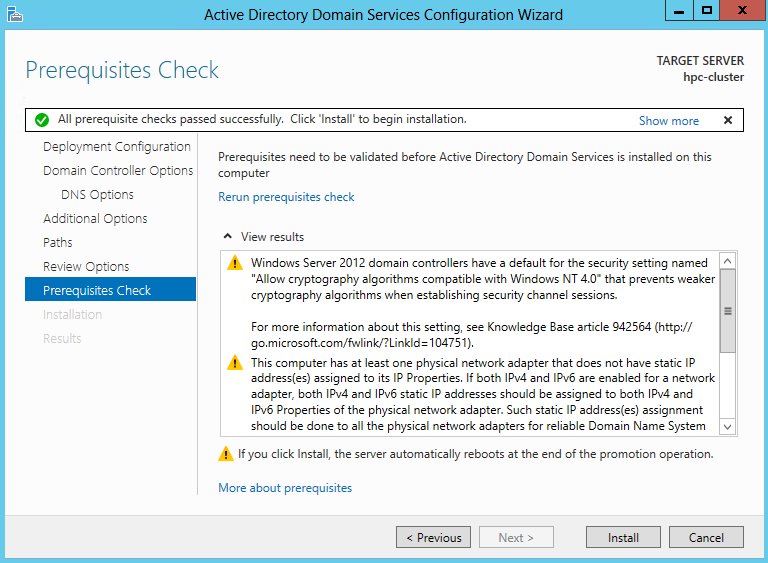 Active Directory Domain Services Configuration Wizard
Prerequisites Check
TARGET SERVER
hpc-cluster
All prerequisite checks passed successfully.  Click 'Install' to begin installation.
Show more
Deployment Configuration
Domain Controller Options
DNS Options
Additional Options
Paths
Review Options
Prerequisites Check
Installation
Results
Prerequisites need to be validated before Active Directory Domain Services is installed on this
computer
Rerun prerequisites check
View results
Windows Server 2012 domain controllers have a default for the security setting named
"Allow cryptography algorithms compatible with Windows NT 4.0" that prevents weaker
cryptography algorithms when establishing security channel sessions.
For more information about this setting, see Knowledge Base article 942564 (http://
go.microsoft.com/fwlink/?LinkId=104751).
This computer has at least one physical network adapter that does not have static IP
address(es) assigned to its IP Properties. If both IPv4 and IPv6 are enabled for a network
adapter, both IPv4 and IPv6 static IP addresses should be assigned to both IPv4 and
IPv6 Properties of the physical network adapter. Such static IP address(es) assignment
should be done to all the physical network adapters for reliable Domain Name System
If you click Install, the server automatically reboots at the end of the promotion operation.
More about prerequisites
< Previous
Next >
Install
Cancel